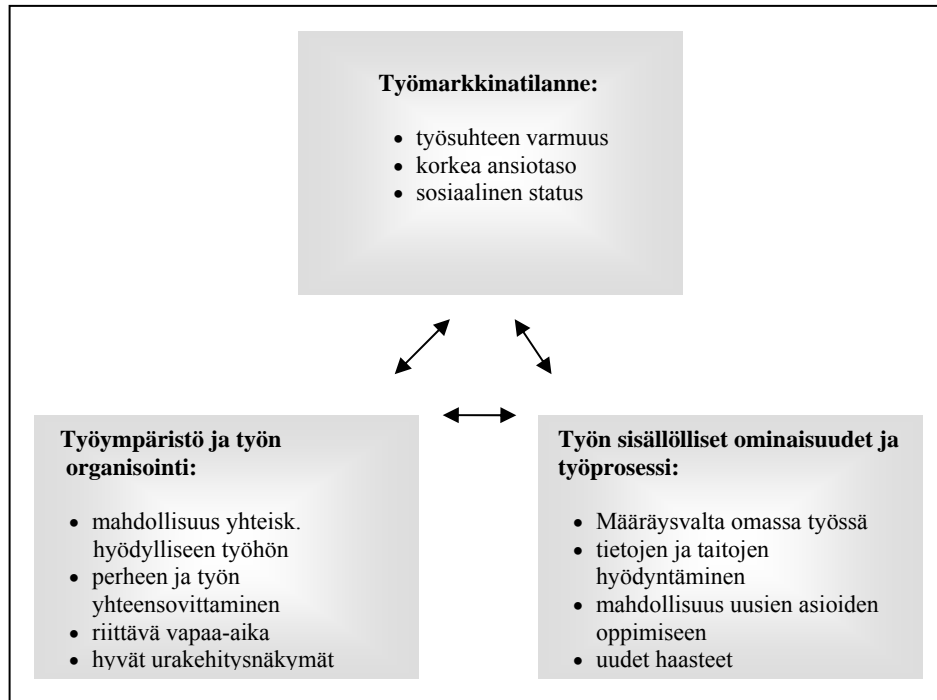 Työmarkkinatilanne:
• työsuhteen varmuus
• korkea ansiotaso
• sosiaalinen status
Työympäristö ja työn
organisointi:
• mahdollisuus yhteisk.
hyödylliseen työhön
• perheen ja työn
yhteensovittaminen
• riittävä vapaa-aika
• hyvät urakehitysnäkymät
Työn sisällölliset ominaisuudet ja
työprosessi:
• Määräysvalta omassa työssä
• tietojen ja taitojen
hyödyntäminen
• mahdollisuus uusien asioiden
oppimiseen
• uudet haasteet